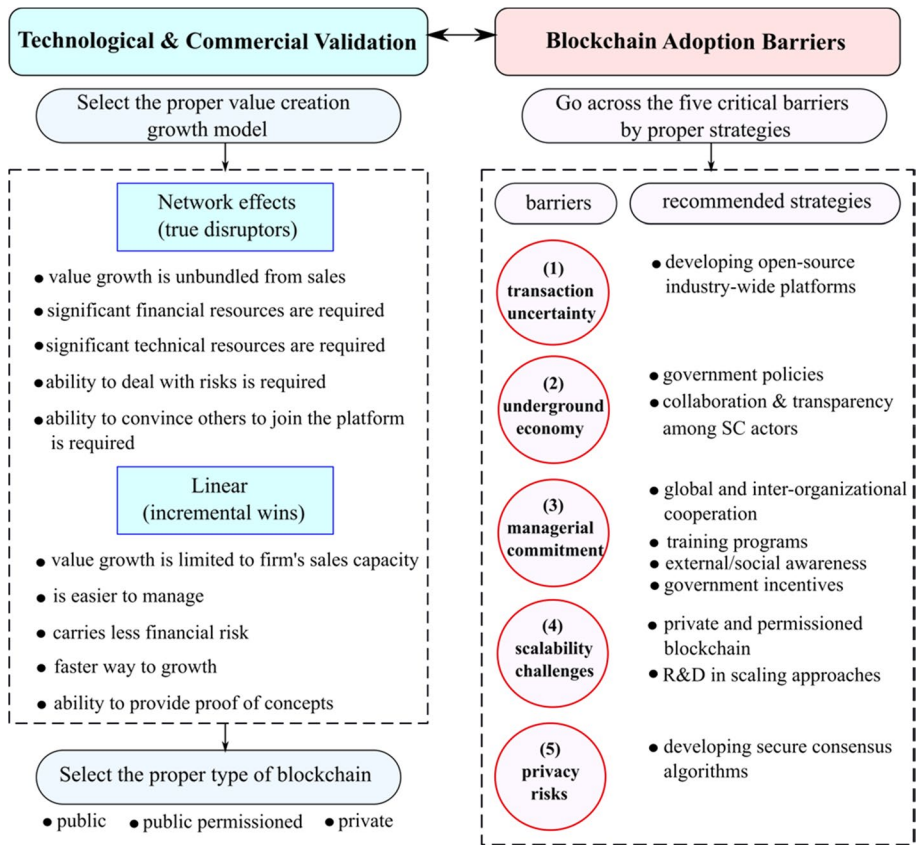 Technological & Commercial Validation
Select the proper value creation
growth model
Network effects
(true disruptors)
● value growth is unbundled from sales
● significant financial resources are required
● significant technical resources are required
● ability to deal with risks is required
● ability to convince others to join the platform
is required
Linear
(incremental wins)
● value growth is limited to firm's sales capacity
● is easier to manage
● carries less financial risk
● faster way to growth
● ability to provide proof of concepts
Select the proper type of blockchain
● public ● public permissioned ● private
Blockchain Adoption Barriers
Go across the five critical barriers
by proper strategies
barriers
recommended strategies
(1)
transaction
uncertainty
● developing open-source
industry-wide platforms
(2)
underground
economy
● government policies
● collaboration & transparency
among SC actors
(3)
managerial
commitment
● global and inter-organizational
cooperation
● training programs
● external/social awareness
● government incentives
(4)
scalability
challenges
● private and permissioned
blockchain
● R&D in scaling approaches
(5)
privacy
risks
● developing secure consensus
algorithms